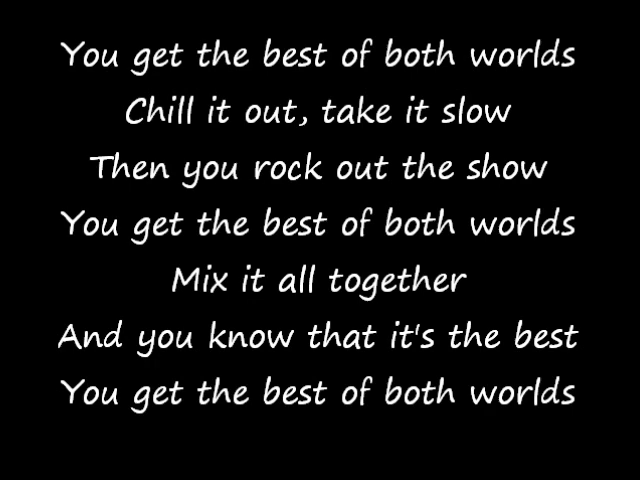 You get the best of both worlds
Chill it out, take it slow
Then you rock out the show
You get the best of both worlds
Mix it all together
And you know that it's the best
You get the best of both worlds